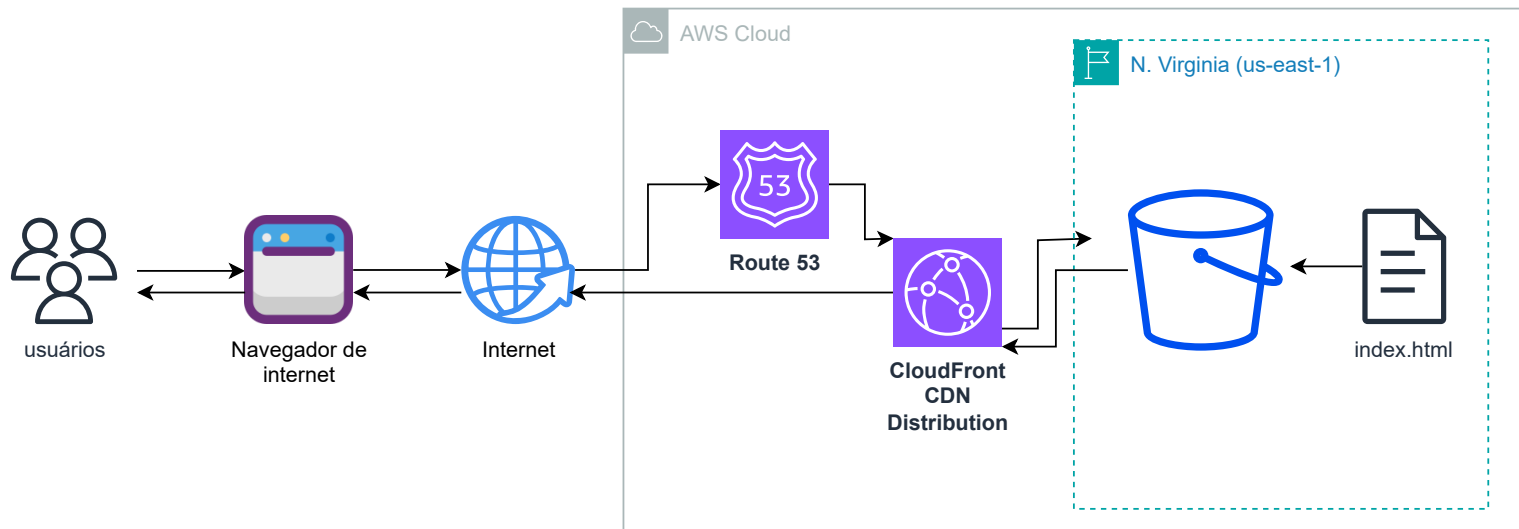 AWS Cloud
N. Virginia (us-east-1)
53
Route 53
usuários
Navegador de
internet
Internet
CloudFront
CDN
Distribution
index.html